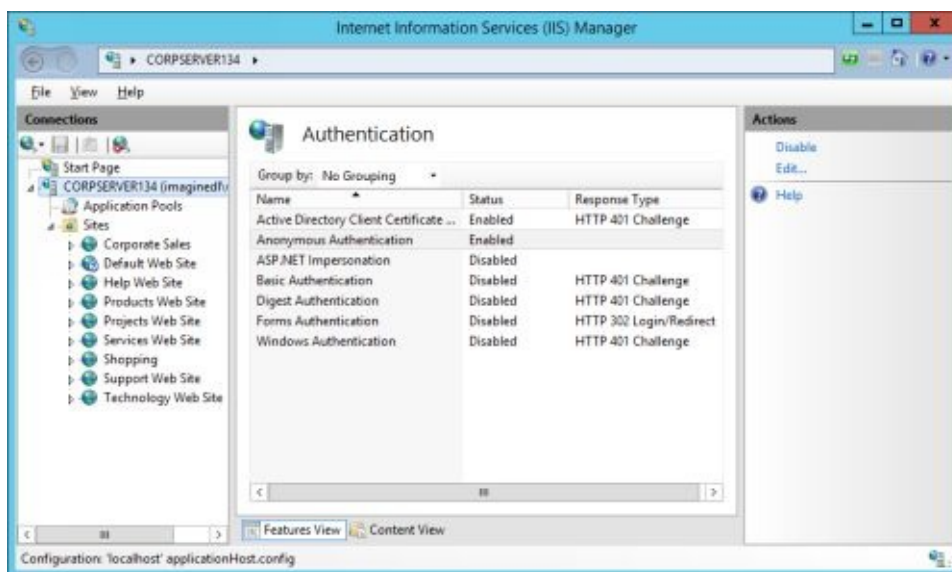 Internet Information Services (IIS) Manager
CORPSERVER134
File View Help
Connections
Start Page
CORPSERVER134 (imaginedfu
Application Pools
Sites
Corporate Sales
Default Web Site
Help Web Site
Products Web Site
Projects Web Site
Services Web Site
Shopping
Support Web Site
Technology Web Site
Authentication
Group by: No Grouping
Name Status Response Type
Active Directory Client Certificate ... Enabled HTTP 401 Challenge
Anonymous Authentication Enabled
ASP.NET Impersonation Disabled
Basic Authentication Disabled HTTP 401 Challenge
Digest Authentication Disabled HTTP 401 Challenge
Forms Authentication Disabled HTTP 302 Login/Redirect
Windows Authentication Disabled HTTP 401 Challenge
Features View Content View
Actions
Disable
Edit...
Help
Configuration: 'localhost' applicationHost.config